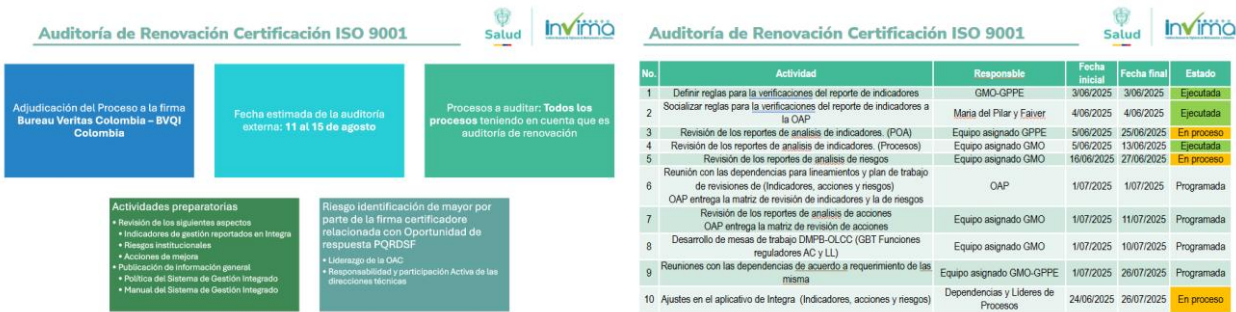 Auditoría de Renovación Certificación ISO 9001
Salud
invima
Adjudicación del Proceso a la firma
Bureau Veritas Colombia – BVQI
Colombia
Fecha estimada de la auditoría
externa: 11 al 15 de agosto
Procesos a auditar: Todos los
procesos teniendo en cuenta que es
auditoría de renovación
Actividades preparatorias
• Revisión de los siguientes aspectos
• Indicadores de gestión reportados en Integra
• Riesgos institucionales
• Acciones de mejora
• Publicación de información general
• Política del Sistema de Gestión Integrado
• Manual del Sistema de Gestión Integrado
Riesgo identificación de mayor por
parte de la firma certificadore
relacionada con Oportunidad de
respuesta PQRDSF
• Liderazgo de la OAC
• Responsabilidad y participación Activa de las
direcciones técnicas
Auditoría de Renovación Certificación ISO 9001
Salud
invima
No. Actividad Responsable Fecha inicial Fecha final Estado
1 Definir reglas para la verificaciones del reporte de indicadores GMO-GPPE 3/06/2025 3/06/2025 Ejecutada
2 Socializar reglas para la verificaciones del reporte de indicadores a
la OAP Maria del Pilar y Faiver 4/06/2025 4/06/2025 Ejecutada
3 Revisión de los reportes de analisis de indicadores. (POA) Equipo asignado GPPE 5/06/2025 25/06/2025 En proceso
4 Revisión de los reportes de analisis de indicadores. (Procesos) Equipo asignado GMO 5/06/2025 13/06/2025 Ejecutada
5 Revisión de los reportes de analisis de riesgos Equipo asignado GMO 16/06/2025 27/06/2025 En proceso
6 Reunión con las dependencias para lineamientos y plan de trabajo
de revisiones de (Indicadores, acciones y riesgos)
OAP entrega la matriz de revisión de indicadores y la de riesgos OAP 1/07/2025 1/07/2025 Programada
7 Revisión de los reportes de analisis de acciones
OAP entrega la matriz de revisión de acciones Equipo asignado GMO 1/07/2025 11/07/2025 Programada
8 Desarrollo de mesas de trabajo DMPB-OLCC (GBT Funciones
reguladores AC y LL) Equipo asignado GMO 1/07/2025 10/07/2025 Programada
9 Reuniones con las dependencias de acuerdo a requerimiento de las
misma Equipo asignado GMO-GPPE 1/07/2025 26/07/2025 Programada
10 Ajustes en el aplicativo de Integra (Indicadores, acciones y riesgos) Dependencias y Líderes de
Procesos 24/06/2025 26/07/2025 En proceso